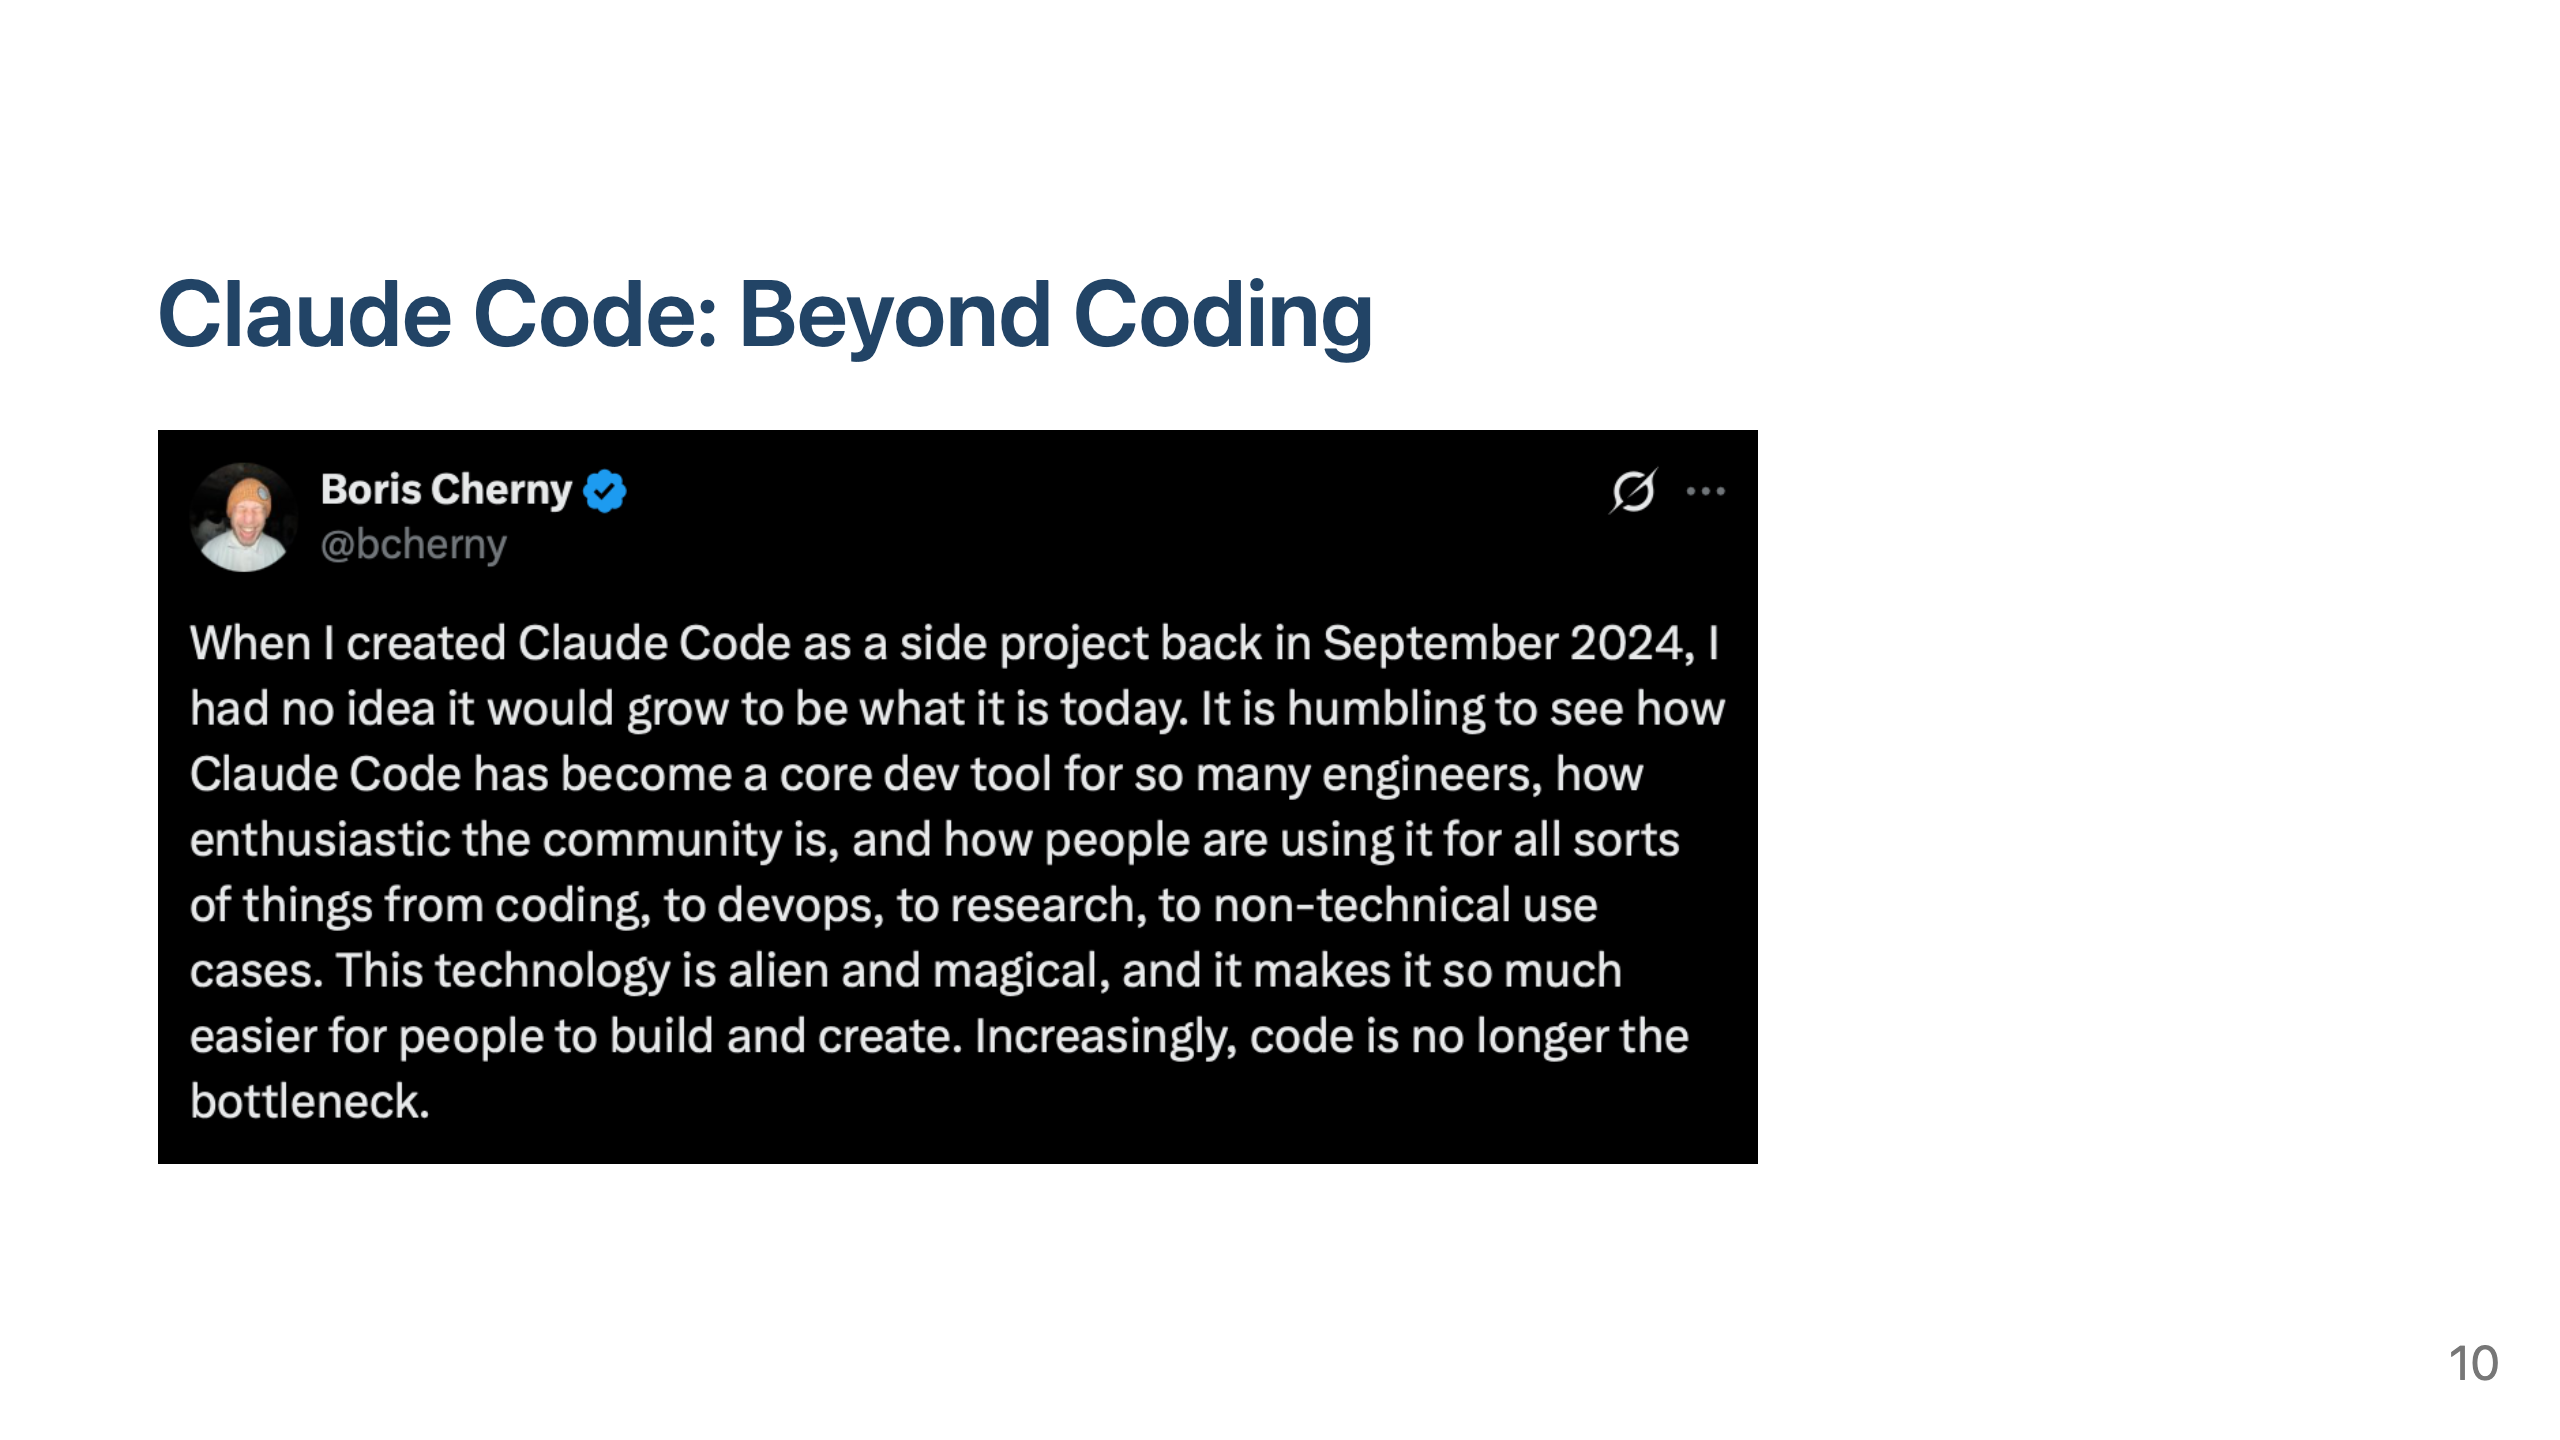 Claude Code: Beyond Coding
Boris Cherny
@bcherny
When I created Claude Code as a side project back in September 2024, I
had no idea it would grow to be what it is today. It is humbling to see how
Claude Code has become a core dev tool for so many engineers, how
enthusiastic the community is, and how people are using it for all sorts
of things from coding, to devops, to research, to non-technical use
cases. This technology is alien and magical, and it makes it so much
easier for people to build and create. Increasingly, code is no longer the
bottleneck.
10